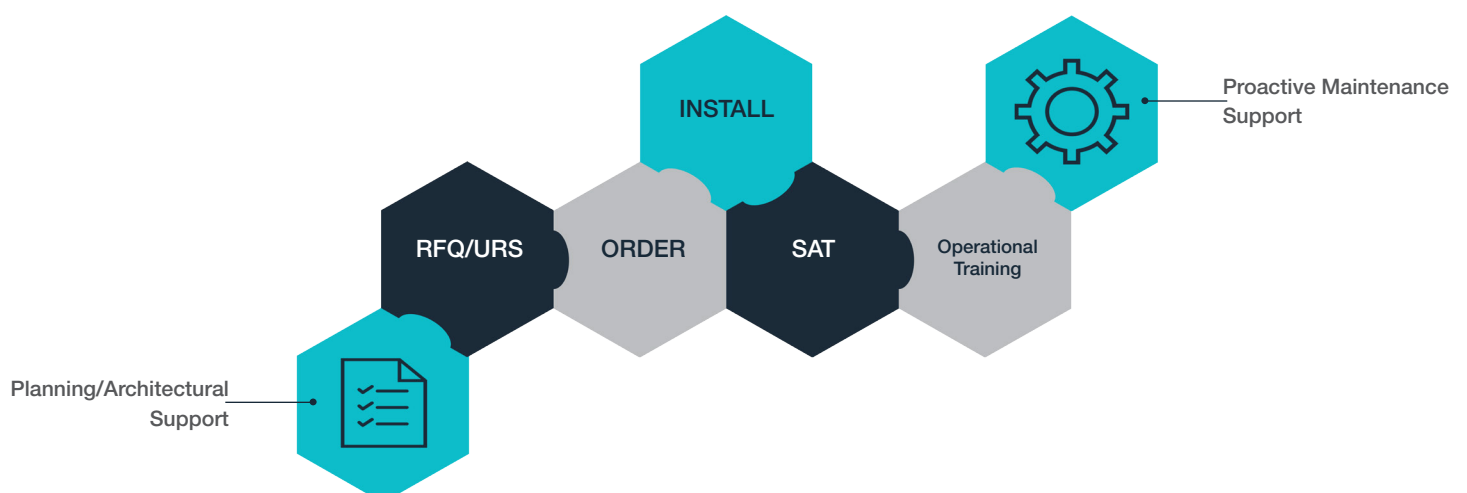 INSTALL
Proactive Maintenance
Support
RFQ/URS
ORDER
SAT
Operational
Training
Planning/Architectural
Support